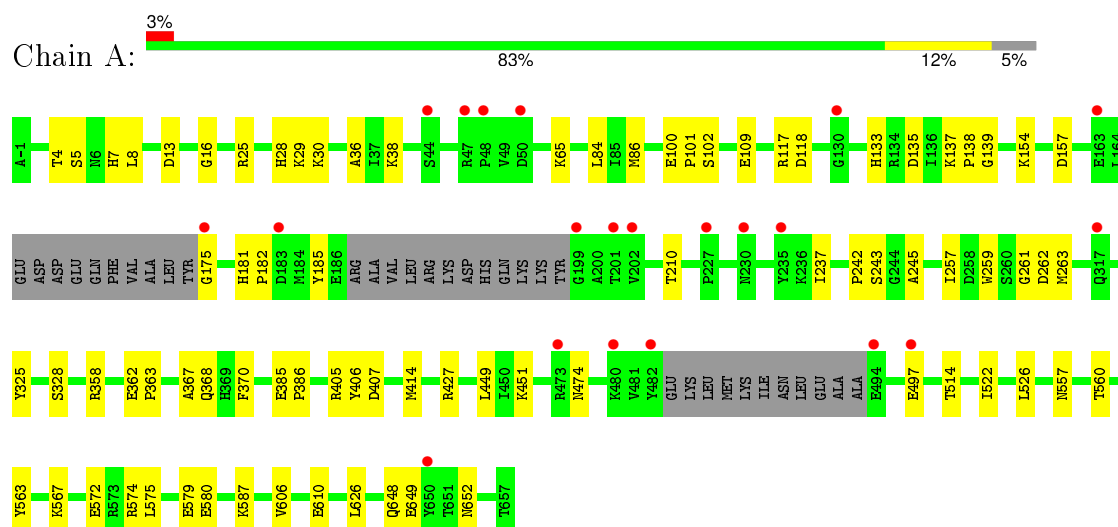 3%
Chain A:
83% 12% 5%
A-1 T4 S5 N6 H7 L8 D13 G16 R25 H28 K29 K30 A36 I37 K38 S44 R47 P48 V49 D50 K65 L84 I85 M86 E100 P101 S102 E109 R117 D118 G130 H133 R134 D135 I136 K137 P138 G139 K154 D157 E163 L164
GLU ASP ASP GLU GLN PHE VAL ALA LEU TYR G175 H181 P182 D183 M184 Y185 E186 ARG ALA VAL LEU ARG LYS ASP HIS GLN LYS LYS TYR G199 A200 T201 V202 T210 P227 N230 Y235 K236 I237 P242 S243 G244 A245 I257 D258 W259 S260 G261 D262 M263 Q317
Y325 S328 R358 E362 P363 A367 Q368 H369 F370 E385 P386 R405 Y406 D407 M414 R427 L449 I450 K451 R473 N474 K480 V481 Y482 GLU LYS LEU MET LYS ILE ASN LEU GLU ALA ALA E494 E497 T514 I522 L526 N557 T560
Y563 K567 E572 R573 R574 L575 E579 E580 K587 V606 E610 L626 Q648 E649 Y650 T651 N652 T657